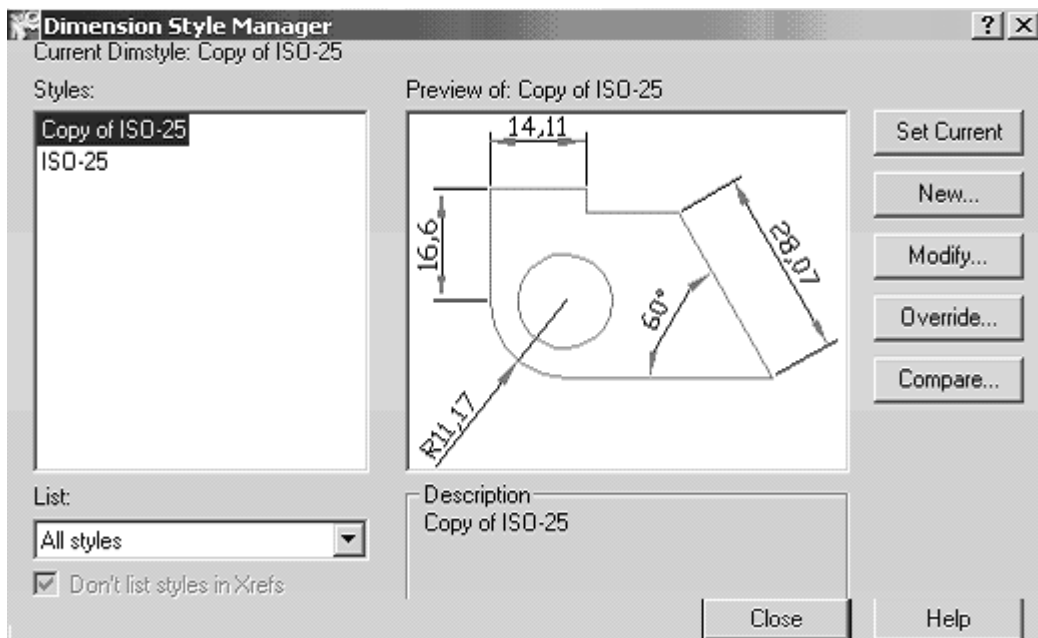 Dimension Style Manager
Current Dimstyle: Copy of ISO-25
Styles:
Preview of: Copy of ISO-25
Copy of ISO-25
ISO-25
14,11
16,6
28,07
60°
R11,17
Set Current
New...
Modify...
Override...
Compare...
List:
All styles
Don't list styles in Xrefs
Description
Copy of ISO-25
Close
Help